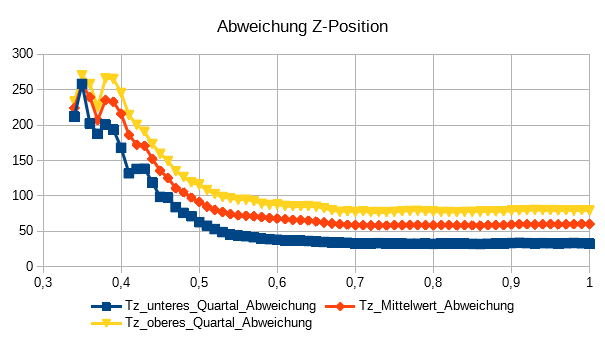 Abweichung Z-Position
300
250
200
150
100
50
0
0,3 0,4 0,5 0,6 0,7 0,8 0,9 1
Tz_unteres_Quartal_Abweichung Tz_Mittelwert_Abweichung
Tz_oberes_Quartal_Abweichung